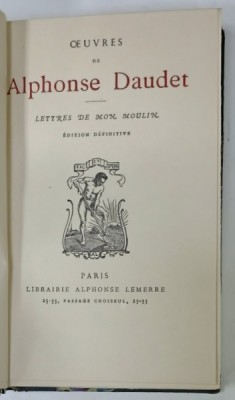 ŒUVRES
DE
Alphonse Daudet
LETTRES DE MON MOULIN
ÉDITION DÉFINITIVE
PARIS
LIBRAIRIE ALPHONSE LEMERRE
23-33, PASSAGE CHOISEUL, 23-33